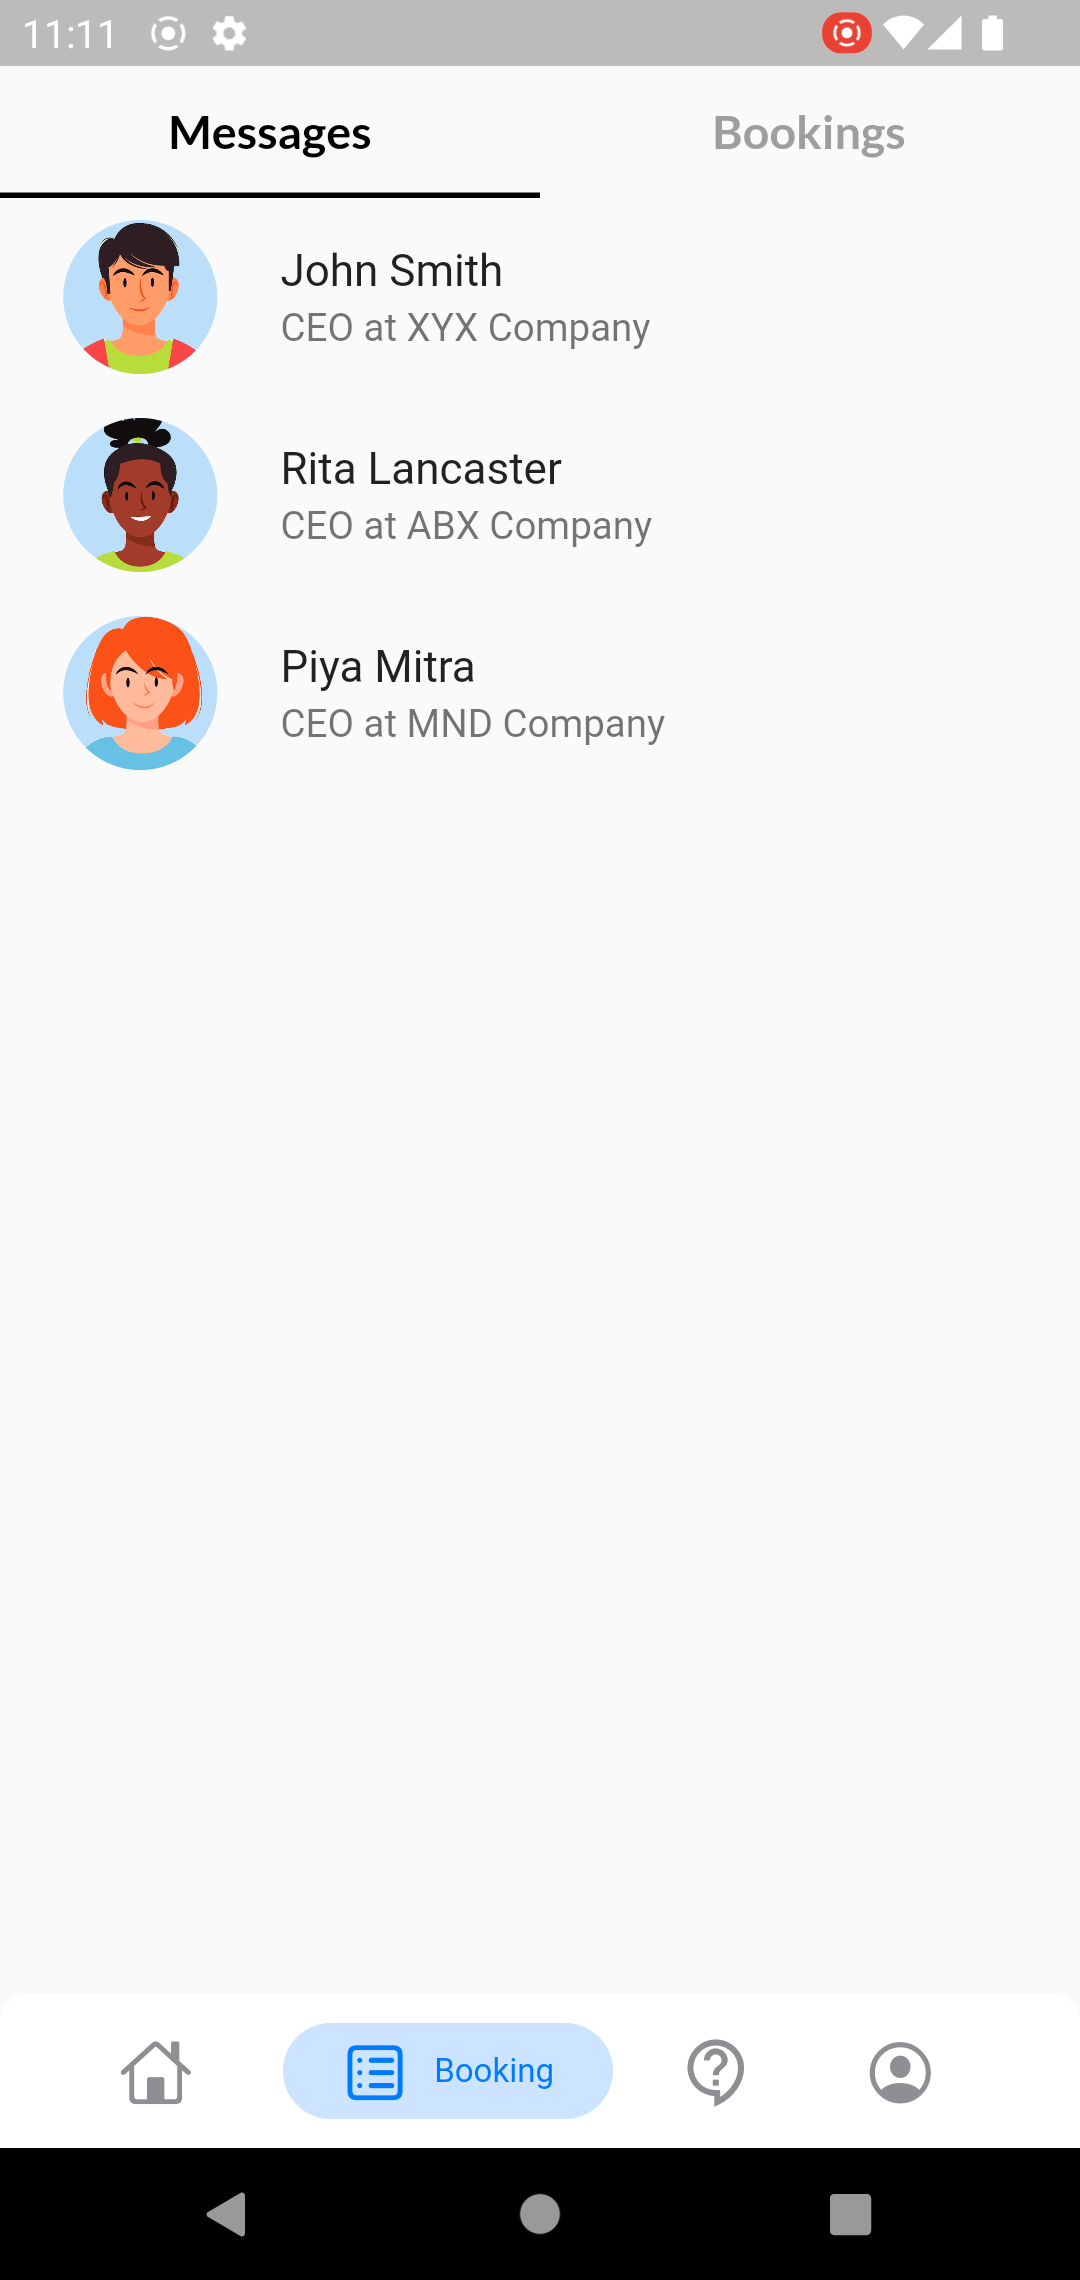 11:11
Messages
Bookings
John Smith
CEO at XYX Company
Rita Lancaster
CEO at ABX Company
Piya Mitra
CEO at MND Company
Booking